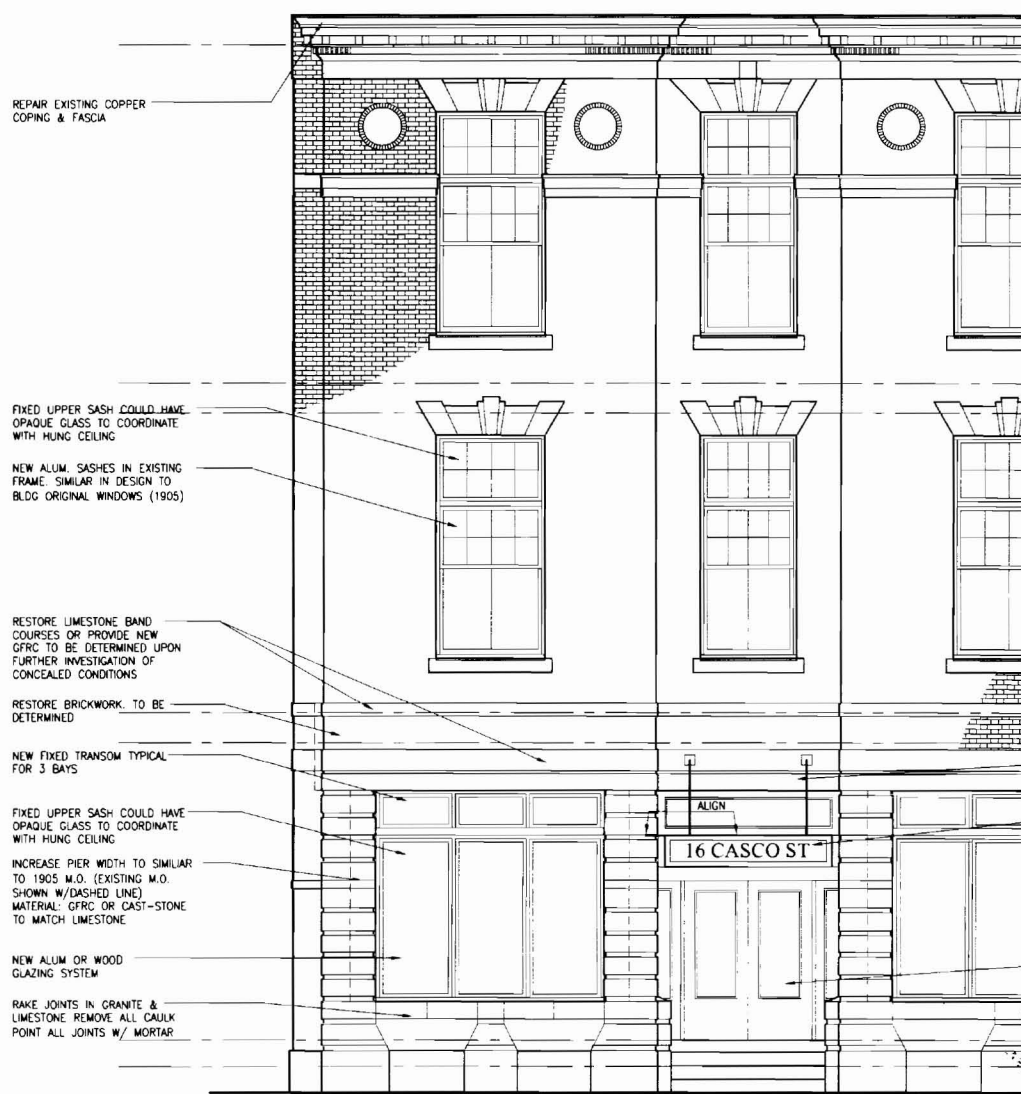 REPAIR EXISTING COPPER
COPING & FASCIA
FIXED UPPER SASH COULD HAVE
OPAQUE GLASS TO COORDINATE
WITH HUNG CEILING
NEW ALUM. SASHES IN EXISTING
FRAME. SIMILAR IN DESIGN TO
BLDG ORIGINAL WINDOWS (1905)
RESTORE LIMESTONE BAND
COURSES OR PROVIDE NEW
GFRC TO BE DETERMINED UPON
FURTHER INVESTIGATION OF
CONCEALED CONDITIONS
RESTORE BRICKWORK. TO BE
DETERMINED
NEW FIXED TRANSOM TYPICAL
FOR 3 BAYS
FIXED UPPER SASH COULD HAVE
OPAQUE GLASS TO COORDINATE
WITH HUNG CEILING
INCREASE PIER WIDTH TO SIMILIAR
TO 1905 M.O. (EXISTING M.O.
SHOWN W/DASHED LINE)
MATERIAL: GFRC OR CAST-STONE
TO MATCH LIMESTONE
NEW ALUM OR WOOD
GLAZING SYSTEM
RAKE JOINTS IN GRANITE &
LIMESTONE REMOVE ALL CAULK
POINT ALL JOINTS W/ MORTAR
ALIGN
16 CASCO ST